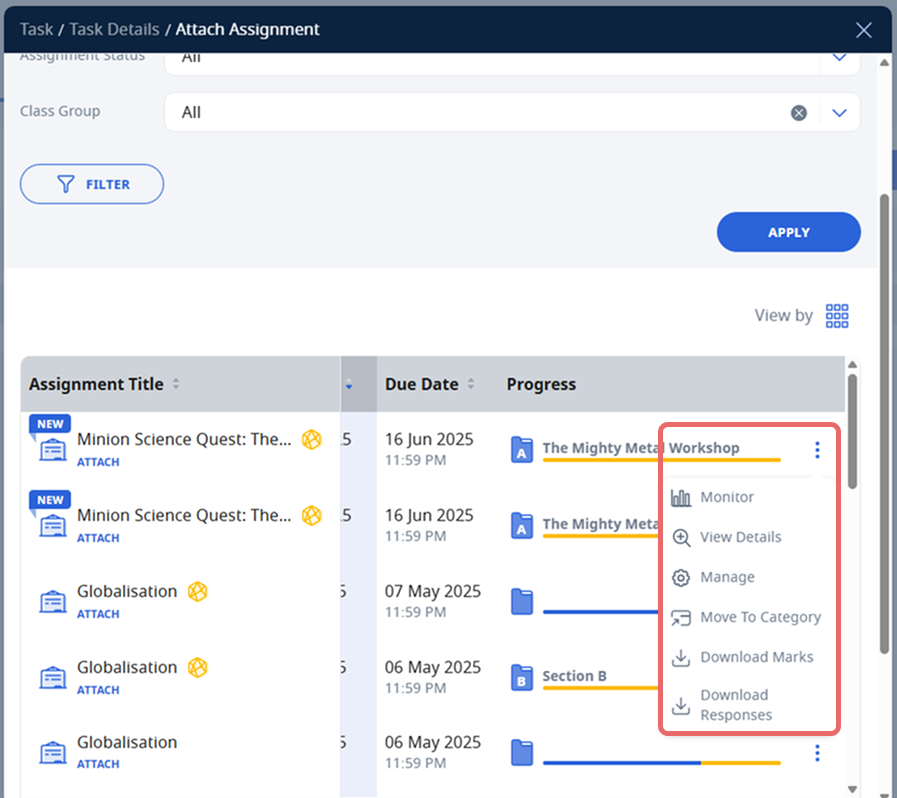 Task / Task Details / Attach Assignment
Assignment Status All
Class Group All
FILTER
APPLY
View by
Assignment Title Due Date Progress
NEW
Minion Science Quest: The... .5 16 Jun 2025 A The Mighty Metal Workshop
ATTACH 11:59 PM
Monitor
NEW
Minion Science Quest: The... .5 16 Jun 2025 A The Mighty Meta
ATTACH 11:59 PM
View Details
Manage
Globalisation 5 07 May 2025
ATTACH 11:59 PM
Move To Category
Download Marks
Globalisation 5 06 May 2025 B Section B
ATTACH 11:59 PM
Download
Responses
Globalisation 5 06 May 2025
ATTACH 11:59 PM